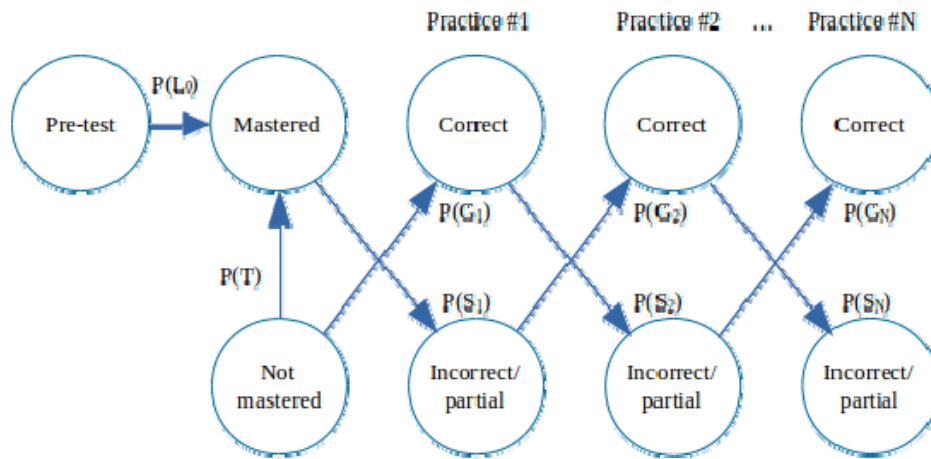 Practice #1 Practice #2 ... Practice #N
P(L0)
Pre-test Mastered Correct Correct Correct
P(G1) P(G2) P(GN)
P(T)
P(S1) P(S2) P(SN)
Not Incorrect/ Incorrect/ Incorrect/
mastered partial partial partial